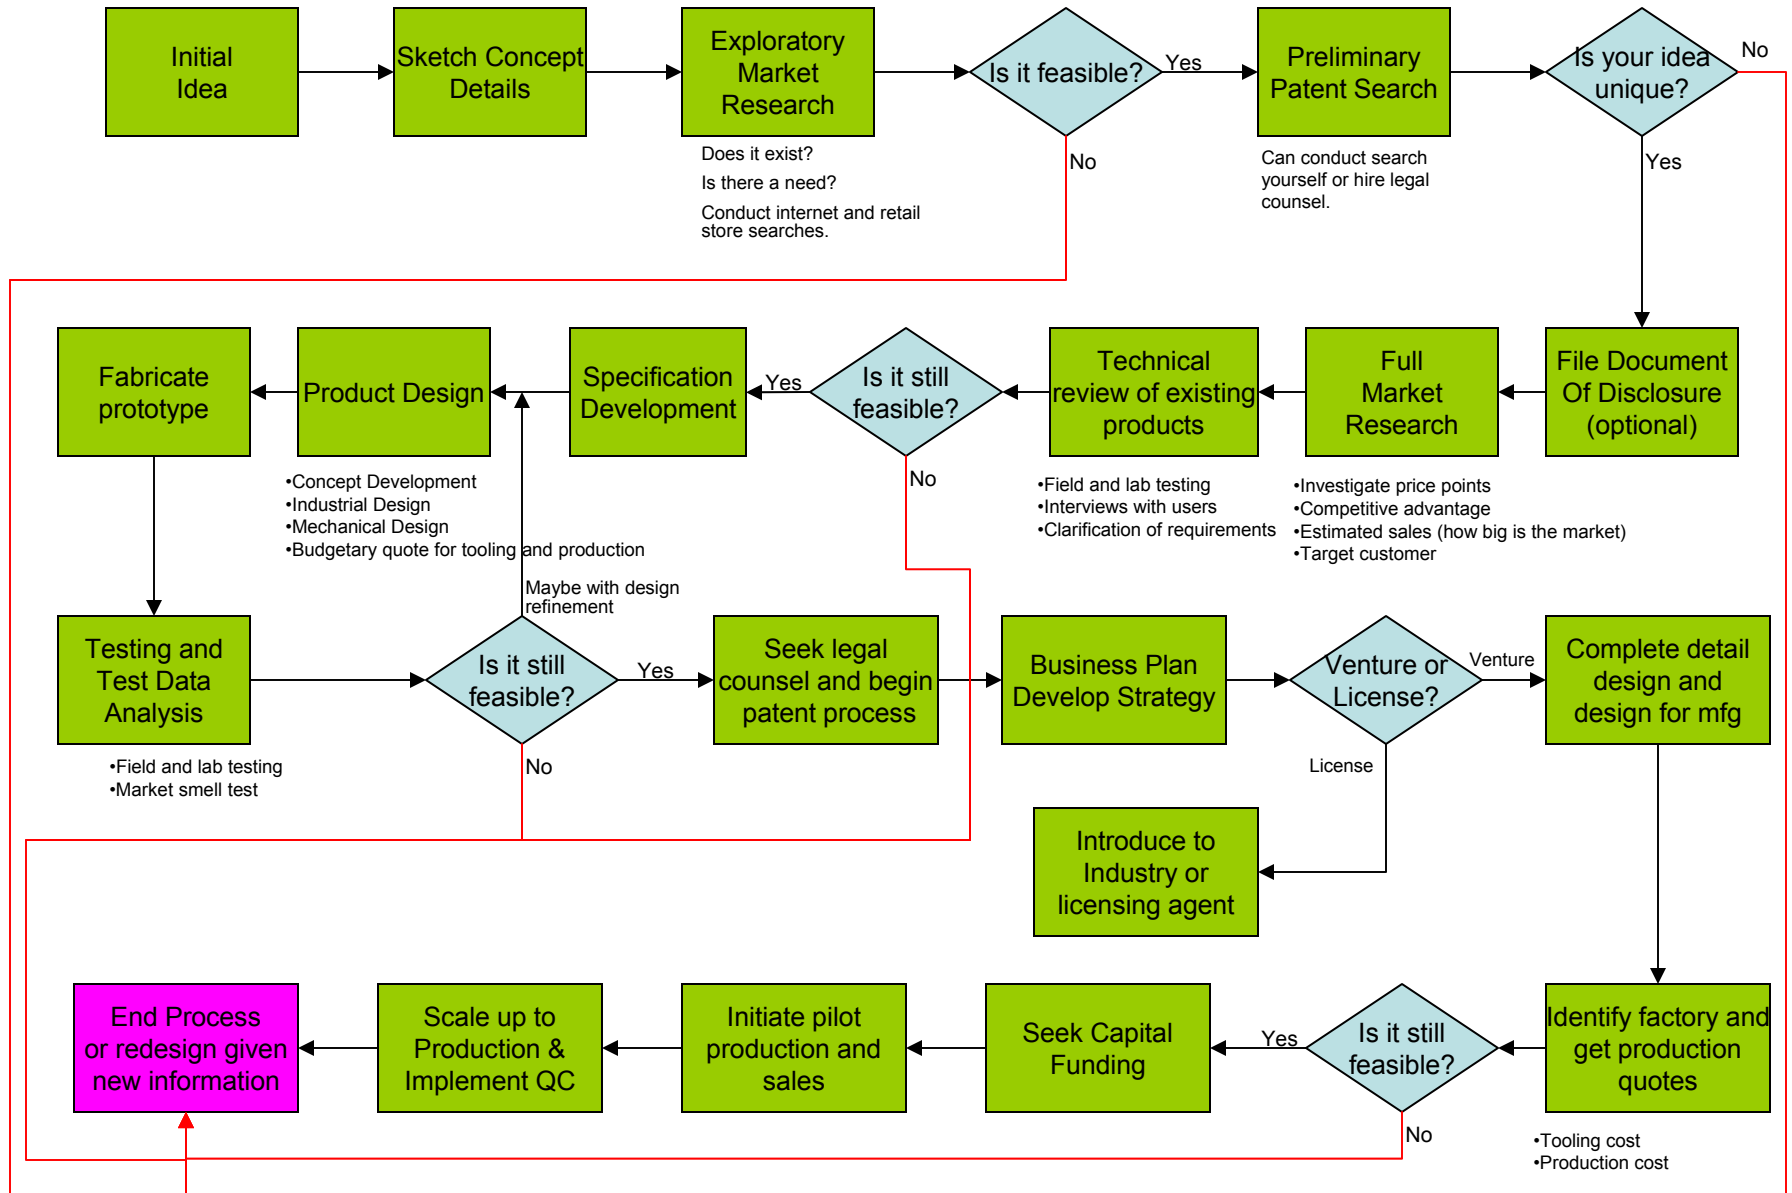 Initial
Idea
Sketch Concept
Details
Exploratory
Market
Research
Is it feasible?
Yes
Preliminary
Patent Search
Is your idea
unique?
No
Does it exist?
Is there a need?
Conduct internet and retail
store searches.
No
Can conduct search
yourself or hire legal
counsel.
Yes
Fabricate
prototype
Product Design
Specification
Development
Yes
Is it still
feasible?
Technical
review of existing
products
Full
Market
Research
File Document
Of Disclosure
(optional)
•Concept Development
•Industrial Design
•Mechanical Design
•Budgetary quote for tooling and production
No
•Field and lab testing
•Interviews with users
•Clarification of requirements
•Investigate price points
•Competitive advantage
•Estimated sales (how big is the market)
•Target customer
Maybe with design
refinement
Testing and
Test Data
Analysis
Is it still
feasible?
Yes
Seek legal
counsel and begin
patent process
Business Plan
Develop Strategy
Venture or
License?
Venture
Complete detail
design and
design for mfg
•Field and lab testing
•Market smell test
No
License
Introduce to
Industry or
licensing agent
End Process
or redesign given
new information
Scale up to
Production &
Implement QC
Initiate pilot
production and
sales
Seek Capital
Funding
Yes
Is it still
feasible?
Identify factory and
get production
quotes
No
•Tooling cost
•Production cost